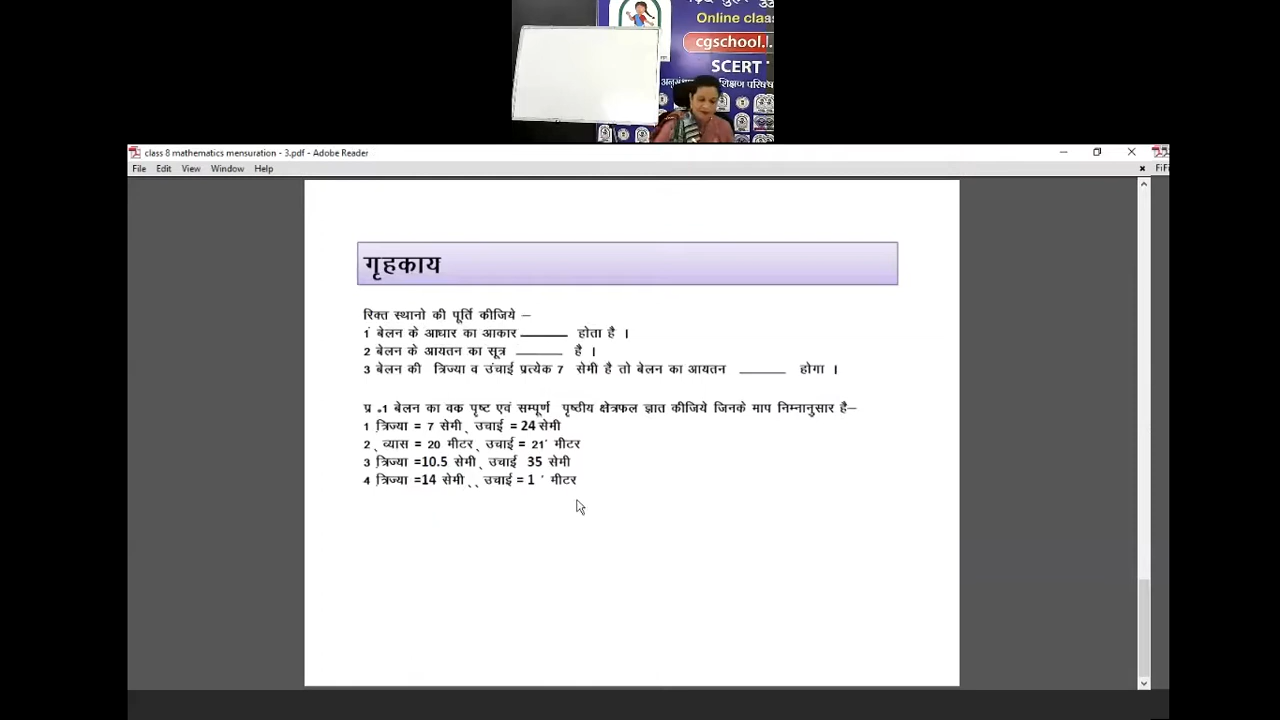 Online clas
cgschool.
SCERT
class 8 mathematics mensuration - 3.pdf - Adobe Reader
File Edit View Window Help
गृहकाय
रिक्त स्थानो की पूर्ति कीजिये –
1 बेलन के आधार का आकार ______ होता है ।
2 बेलन के आयतन का सूत्र ______ है ।
3 बेलन की त्रिज्या व उंचाई प्रत्येक 7 सेमी है तो बेलन का आयतन ______ होगा ।
प्र .1 बेलन का वक पृष्ट एवं सम्पूर्ण पृष्ठीय क्षेत्रफल ज्ञात कीजिये जिनके माप निम्नानुसार है–
1 त्रिज्या = 7 सेमी, उचाई = 24 सेमी
2 व्यास = 20 मीटर, उचाई = 21 मीटर
3 त्रिज्या =10.5 सेमी, उचाई 35 सेमी
4 त्रिज्या =14 सेमी, उचाई = 1 मीटर